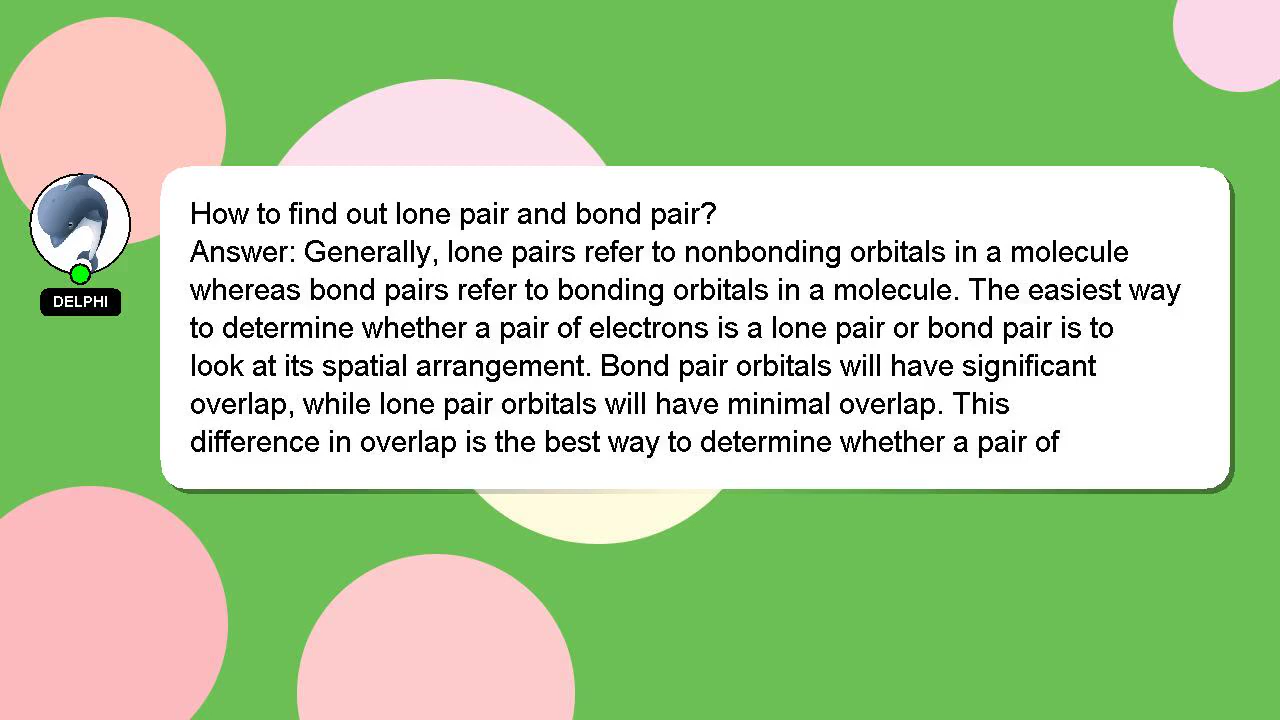 How to find out lone pair and bond pair?
Answer: Generally, lone pairs refer to nonbonding orbitals in a molecule
whereas bond pairs refer to bonding orbitals in a molecule. The easiest way
to determine whether a pair of electrons is a lone pair or bond pair is to
look at its spatial arrangement. Bond pair orbitals will have significant
overlap, while lone pair orbitals will have minimal overlap. This
difference in overlap is the best way to determine whether a pair of
DELPHI